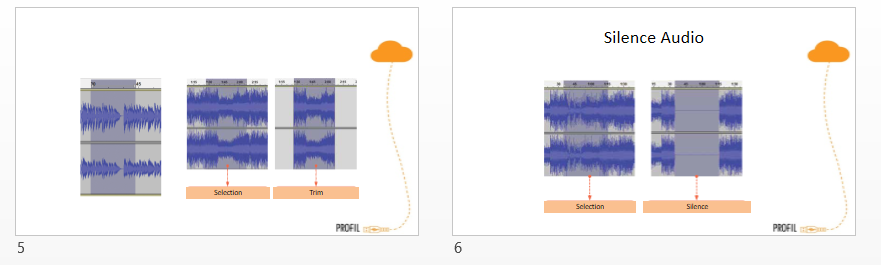 Selection
Trim
PROFIL
5
Silence Audio
Selection
Silence
PROFIL
6